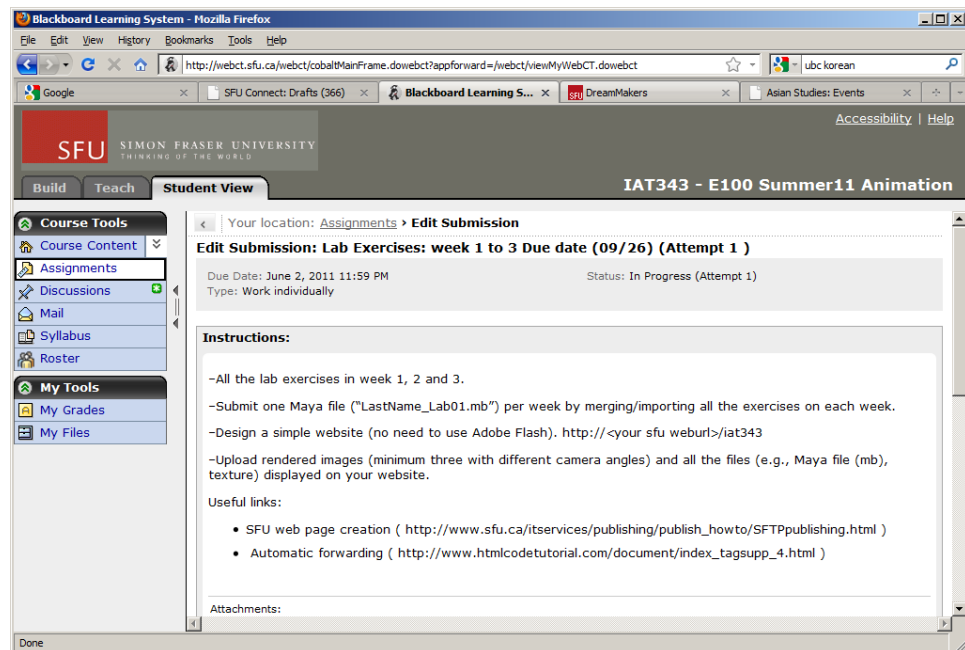 Blackboard Learning System - Mozilla Firefox
File Edit View History Bookmarks Tools Help
http://webct.sfu.ca/webct/cobaltMainFrame.dowebct?appforward=/webct/viewMyWebCT.dowebct
ubc korean
Google SFU Connect: Drafts (366) Blackboard Learning S... SFU DreamMakers Asian Studies: Events
Accessibility | Help
SFU SIMON FRASER UNIVERSITY
THINKING OF THE WORLD
Build Teach Student View IAT343 - E100 Summer11 Animation
Course Tools
Course Content
Assignments
Discussions
Mail
Syllabus
Roster
My Tools
My Grades
My Files
Your location: Assignments › Edit Submission
Edit Submission: Lab Exercises: week 1 to 3 Due date (09/26) (Attempt 1 )
Due Date: June 2, 2011 11:59 PM Status: In Progress (Attempt 1)
Type: Work individually
Instructions:
-All the lab exercises in week 1, 2 and 3.
-Submit one Maya file (“LastName_Lab01.mb”) per week by merging/importing all the exercises on each week.
-Design a simple website (no need to use Adobe Flash). http://<your sfu weburl>/iat343
-Upload rendered images (minimum three with different camera angles) and all the files (e.g., Maya file (mb),
texture) displayed on your website.
Useful links:
• SFU web page creation ( http://www.sfu.ca/itservices/publishing/publish_howto/SFTPpublishing.html )
• Automatic forwarding ( http://www.htmlcodetutorial.com/document/index_tagsupp_4.html )
Attachments:
Done